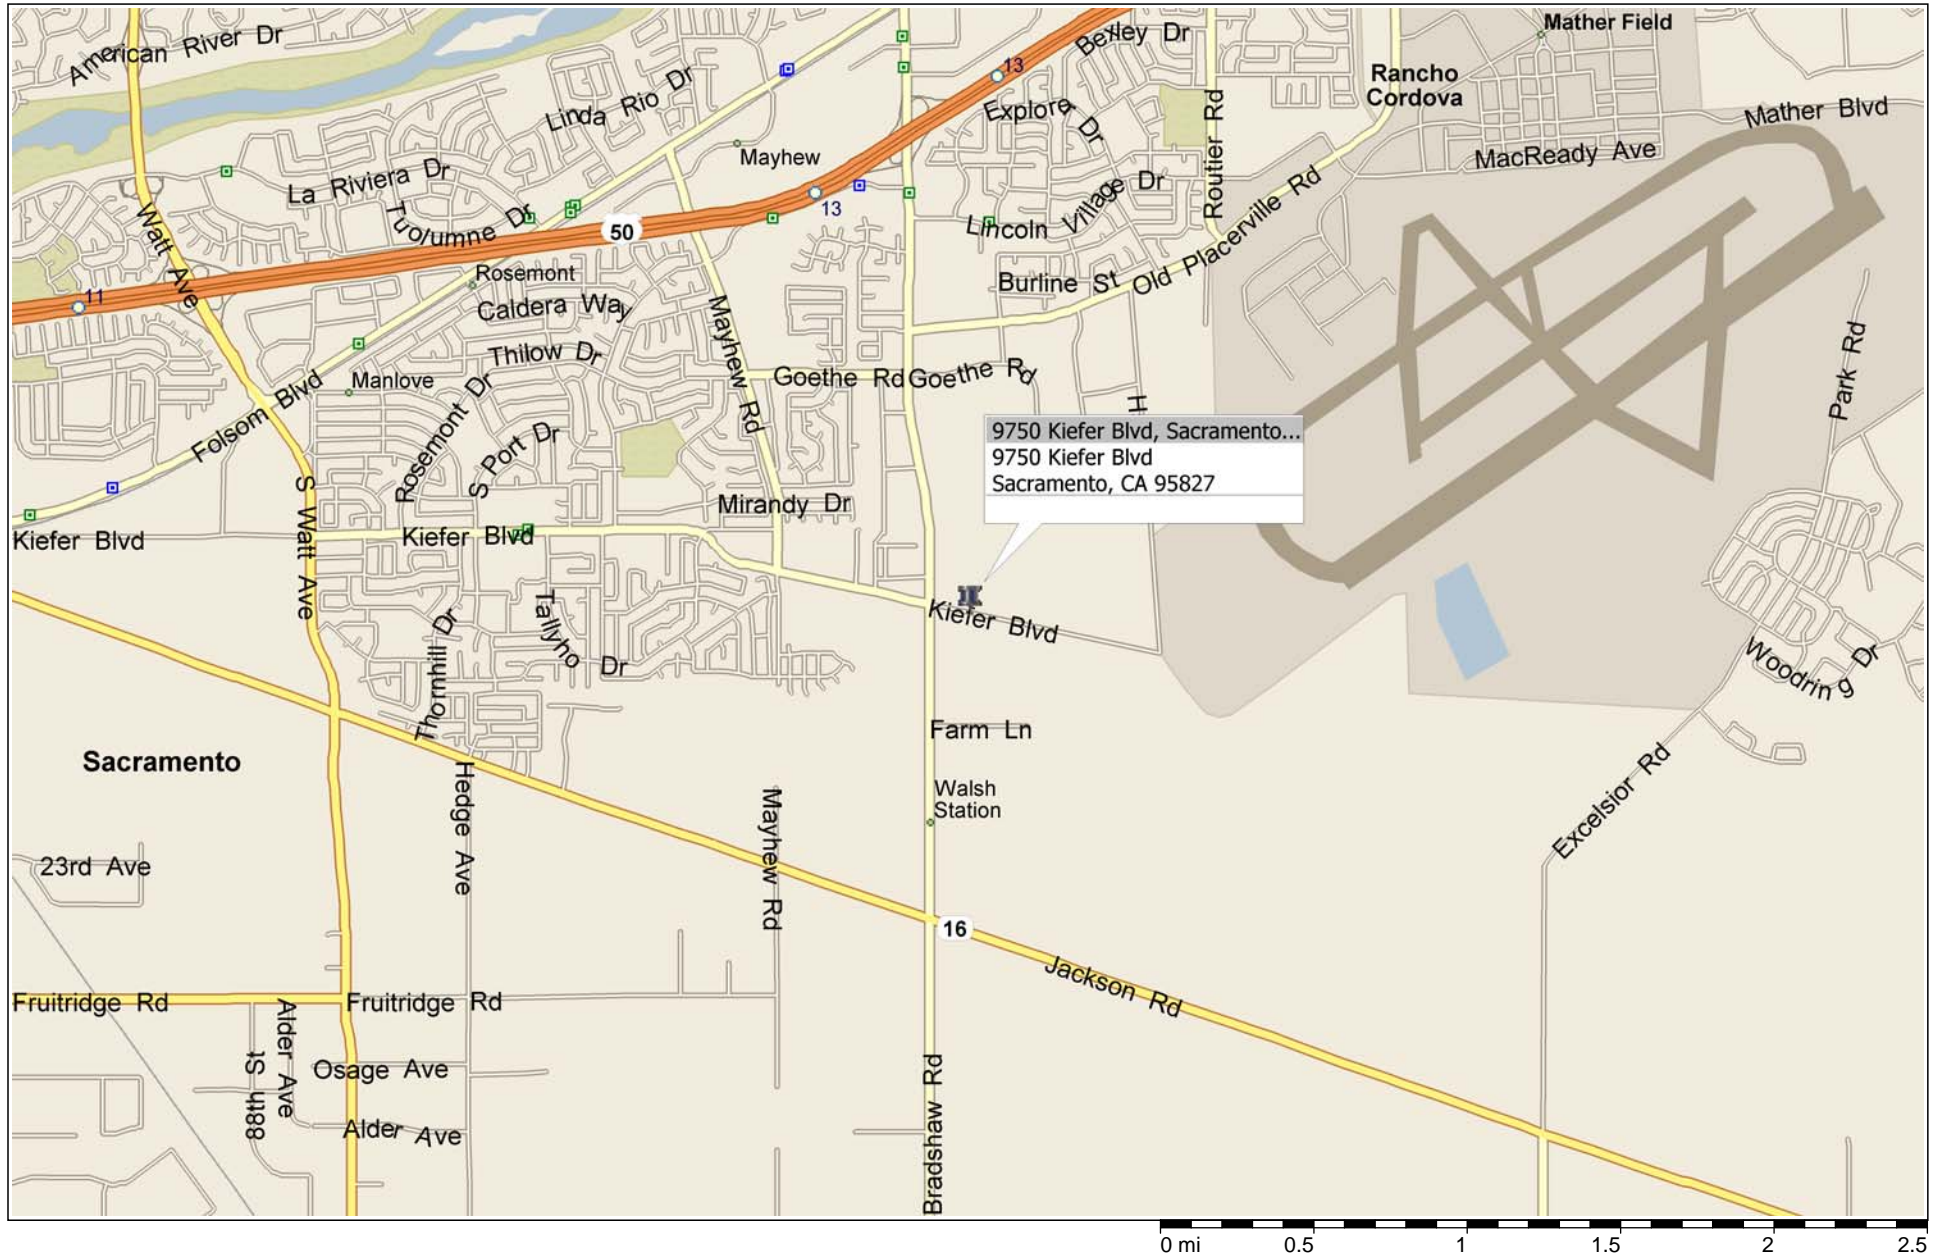 American River Dr
Linda Rio Dr
Bexley Dr
Mather Field
13
Rancho
Cordova
Explorer Dr
Routier Rd
Mather Blvd
MacReady Ave
Mayhew
La Riviera Dr
Tuolumne Dr
13
Village Dr
Lincoln
Old Placerville Rd
50
Watt Ave
Rosemont
Burline St
11
Caldera Way
Mayhew Rd
Thilow Dr
Park Rd
Manlove
Goethe Rd
Goethe Rd
Folsom Blvd
Rosemont Dr
S Port Dr
H
9750 Kiefer Blvd, Sacramento...
9750 Kiefer Blvd
Sacramento, CA 95827
Mirandy Dr
S Watt Ave
Kiefer Blvd
Kiefer Blvd
Kiefer Blvd
Tallyho Dr
Thornhill Dr
Woodring Dr
Farm Ln
Sacramento
Hedge Ave
Walsh
Station
Mayhew Rd
Excelsior Rd
23rd Ave
16
Jackson Rd
Fruitridge Rd
Fruitridge Rd
Alder Ave
88th St
Osage Ave
Alder Ave
Bradshaw Rd
0 mi 0.5 1 1.5 2 2.5